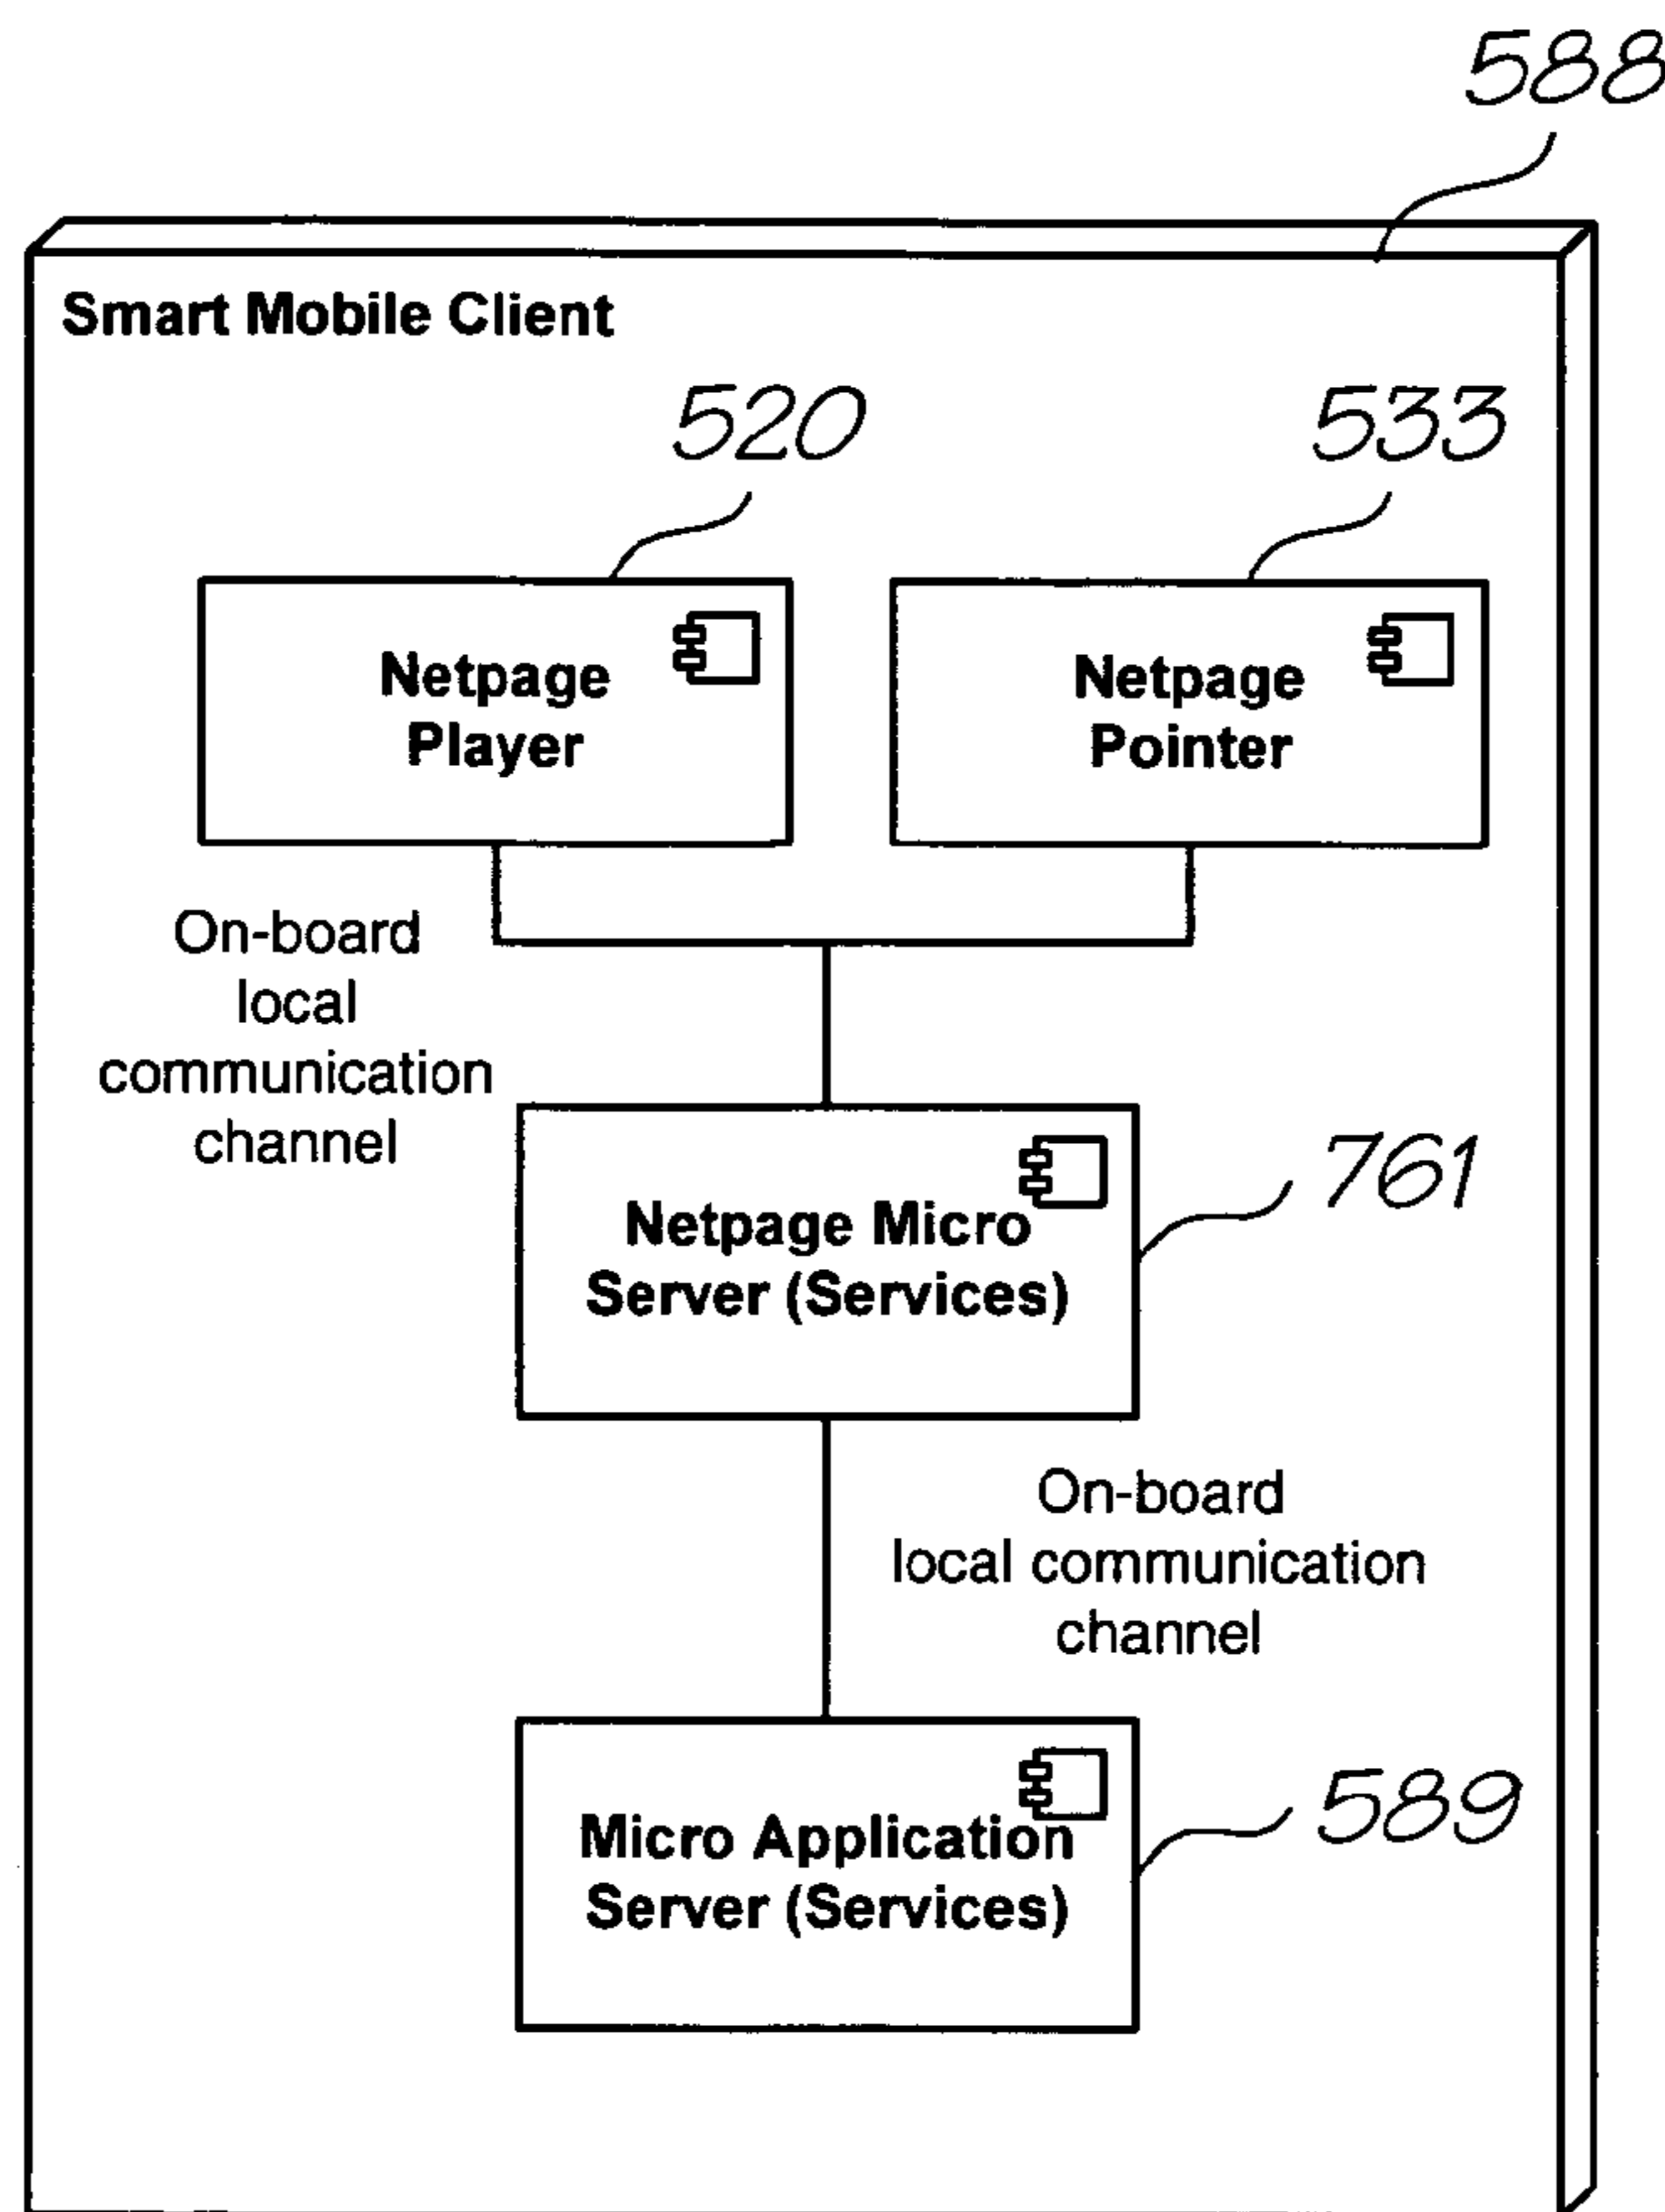 588
Smart Mobile Client
520
533
Netpage
Player
Netpage
Pointer
On-board
local
communication
channel
Netpage Micro
Server (Services)
761
On-board
local communication
channel
Micro Application
Server (Services)
589